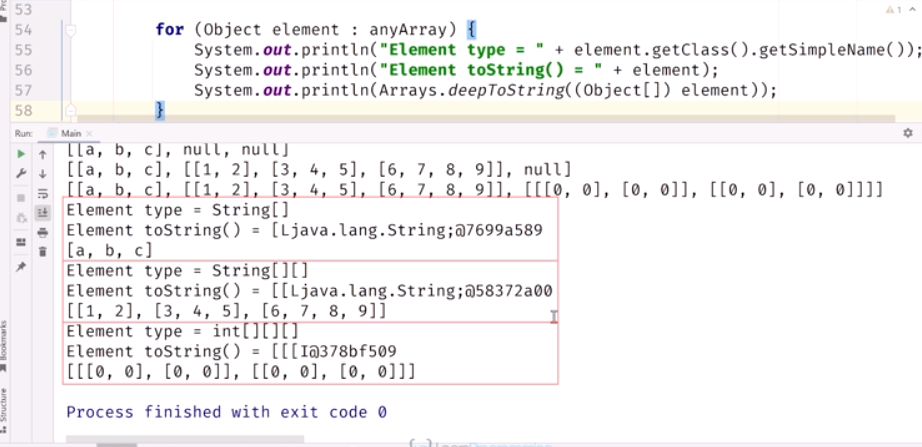 53
54 for (Object element : anyArray) {
55 System.out.println("Element type = " + element.getClass().getSimpleName());
56 System.out.println("Element toString() = " + element);
57 System.out.println(Arrays.deepToString((Object[]) element));
58 }
1
Run: Main
[[a, b, c], null, null]
[[a, b, c], [[1, 2], [3, 4, 5], [6, 7, 8, 9]], null]
[[a, b, c], [[1, 2], [3, 4, 5], [6, 7, 8, 9]], [[[0, 0], [0, 0]], [[0, 0], [0, 0]]]]
Element type = String[]
Element toString() = [Ljava.lang.String;@7699a589
[a, b, c]
Element type = String[][]
Element toString() = [[Ljava.lang.String;@58372a00
[[1, 2], [3, 4, 5], [6, 7, 8, 9]]
Element type = int[][][]
Element toString() = [[[I@378bf509
[[[0, 0], [0, 0]], [[0, 0], [0, 0]]]
Process finished with exit code 0
Bookmarks
Structure